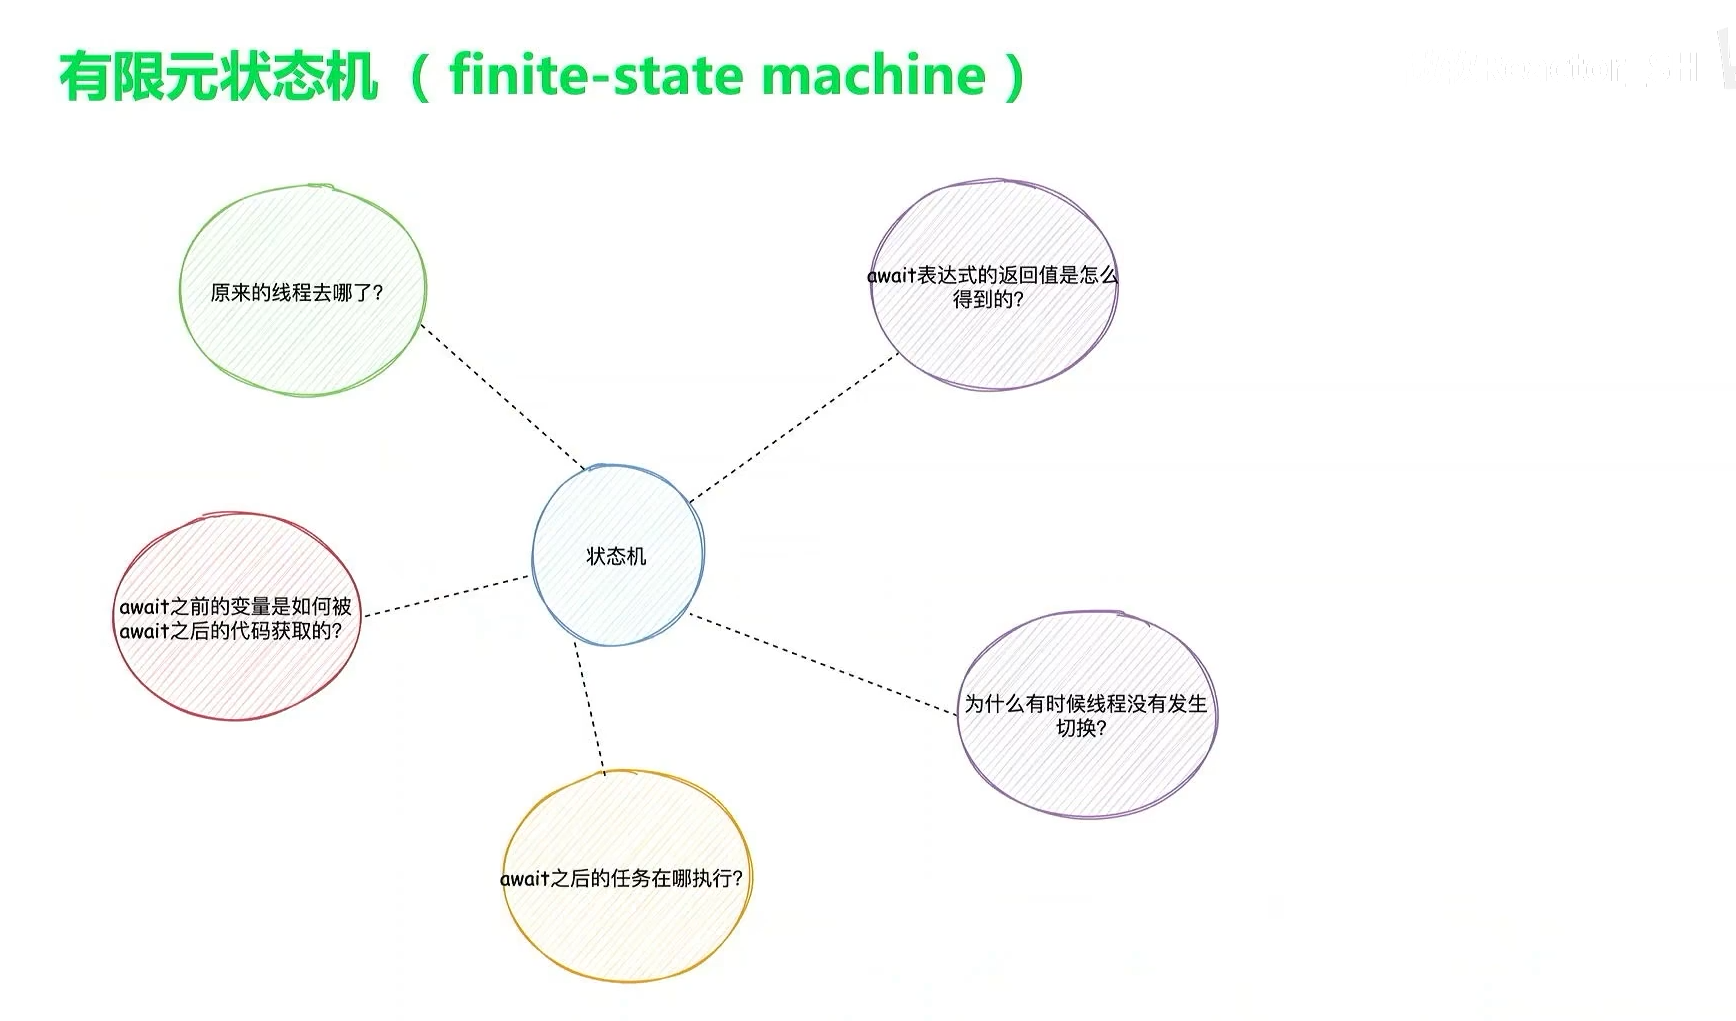 有限元状态机 （ finite-state machine ）
原来的线程去哪了?
await表达式的返回值是怎么
得到的?
状态机
await之前的变量是如何被
await之后的代码获取的?
为什么有时候线程没有发生
切换?
await之后的任务在哪执行?